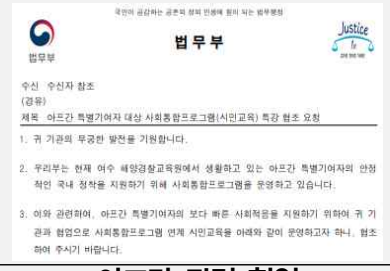 국민이 공감하는 공존의 정의 민생에 힘이 되는 법무행정
법무부
법무부
Justice
수신 수신자 참조
(경유)
제목 아프간 특별기여자 대상 사회통합프로그램(시민교육) 특강 협조 요청
1. 귀 기관의 무궁한 발전을 기원합니다.
2. 우리부는 현재 여수 해양경찰교육원에서 생활하고 있는 아프간 특별기여자의 안정
적인 국내 정착을 지원하기 위해 사회통합프로그램을 운영하고 있습니다.
3. 이와 관련하여, 아프간 특별기여자의 보다 빠른 사회적응을 지원하기 위하여 귀 기
관과 협업으로 사회통합프로그램 연계 시민교육을 아래와 같이 운영하고자 하니, 협조
하여 주시기 바랍니다.